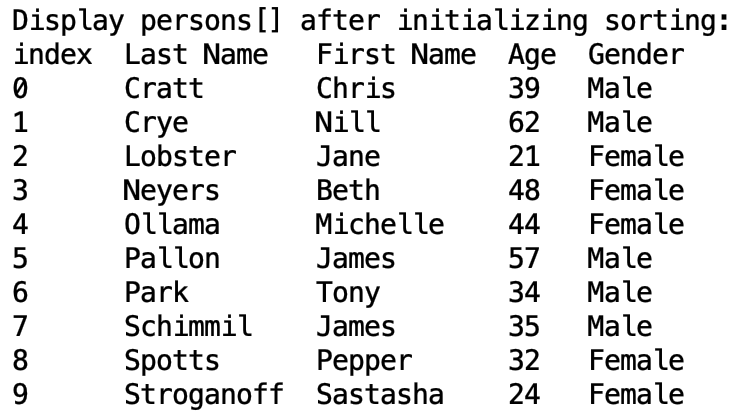 Display persons[] after initializing sorting:
index  Last Name   First Name  Age  Gender
0      Cratt       Chris       39   Male
1      Crye        Nill        62   Male
2      Lobster     Jane        21   Female
3      Neyers      Beth        48   Female
4      Ollama      Michelle    44   Female
5      Pallon      James       57   Male
6      Park        Tony        34   Male
7      Schimmil    James       35   Male
8      Spotts      Pepper      32   Female
9      Stroganoff  Sastasha    24   Female